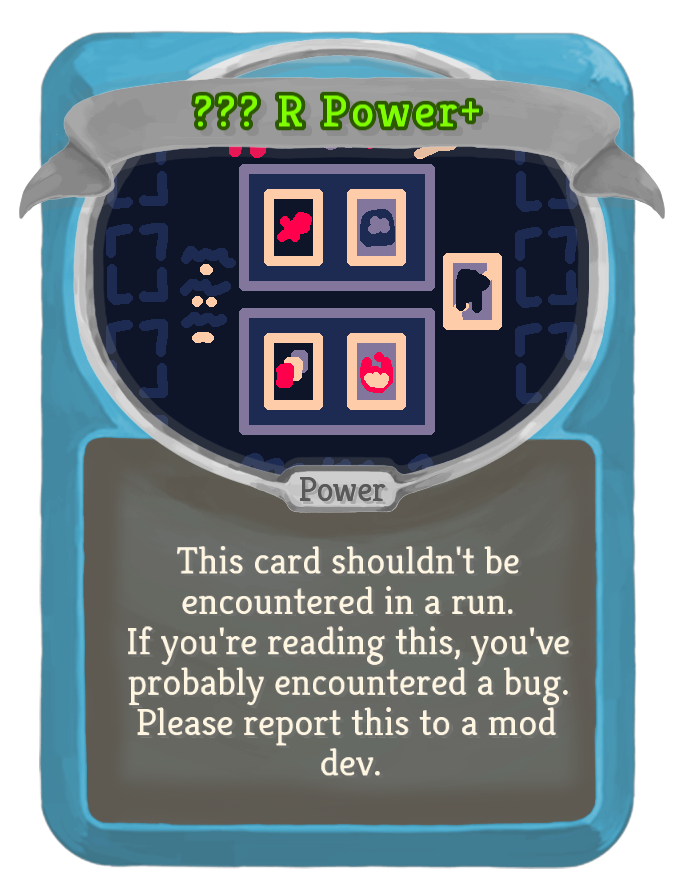 ??? R Power+
Power
This card shouldn't be
encountered in a run.
If you're reading this, you've
probably encountered a bug.
Please report this to a mod
dev.